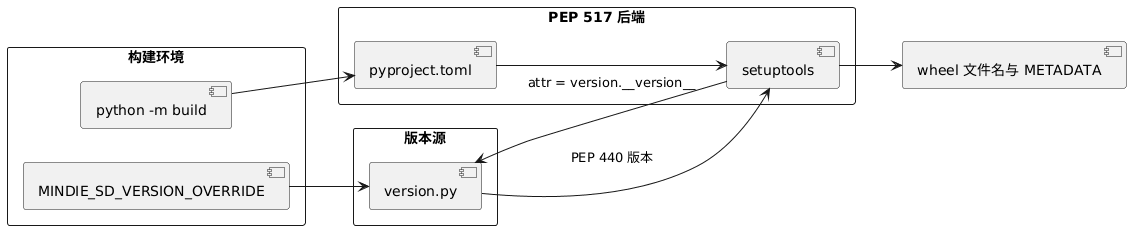 构建环境
python -m build
MINDIE_SD_VERSION_OVERRIDE
PEP 517 后端
pyproject.toml
setuptools
attr = version.__version__
版本源
version.py
PEP 440 版本
wheel 文件名与 METADATA